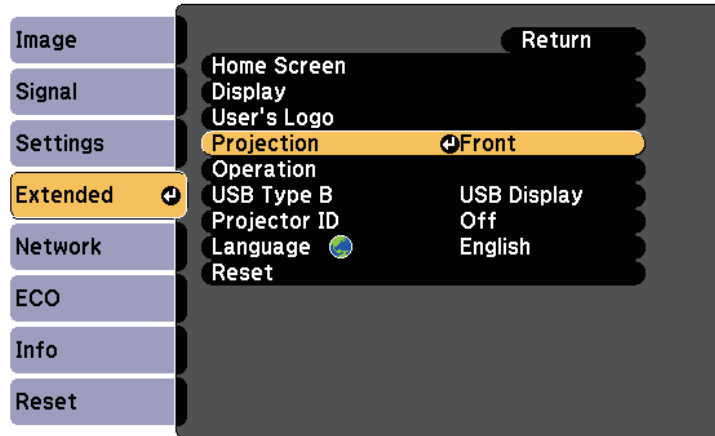 Image
Signal
Settings
Extended
Network
ECO
Info
Reset
Return
Home Screen
Display
User's Logo
Projection Front
Operation
USB Type B USB Display
Projector ID Off
Language English
Reset